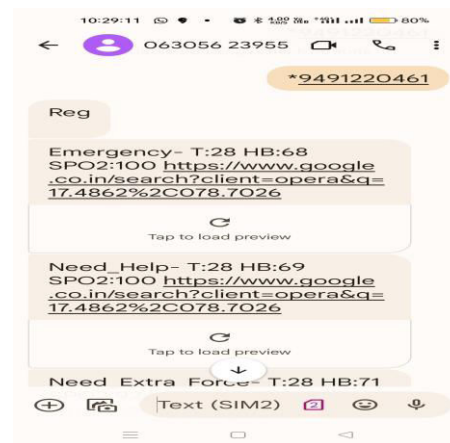 10:29:11 80%
063056 23955
*9491220461
Reg
Emergency- T:28 HB:68
SPO2:100 https://www.google
.co.in/search?client=opera&q=
17.4862%2C078.7026
Tap to load preview
Need_Help- T:28 HB:69
SPO2:100 https://www.google
.co.in/search?client=opera&q=
17.4862%2C078.7026
Tap to load preview
Need Extra Force- T:28 HB:71
Text (SIM2) 2